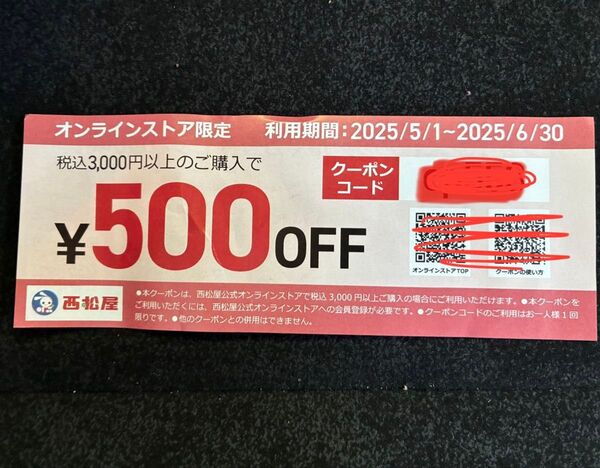 オンラインストア限定 利用期間：2025/5/1～2025/6/30
税込3,000円以上のご購入で
¥500OFF
クーポン
コード
オンラインストアTOP クーポンの使い方
西松屋
●本クーポンは、西松屋公式オンラインストアで税込3,000円以上ご購入の場合にご利用いただけます。●本クーポンを
ご利用いただくには、西松屋公式オンラインストアへの会員登録が必要です。●クーポンコードのご利用はお一人様1回
限りです。●他のクーポンとの併用はできません。